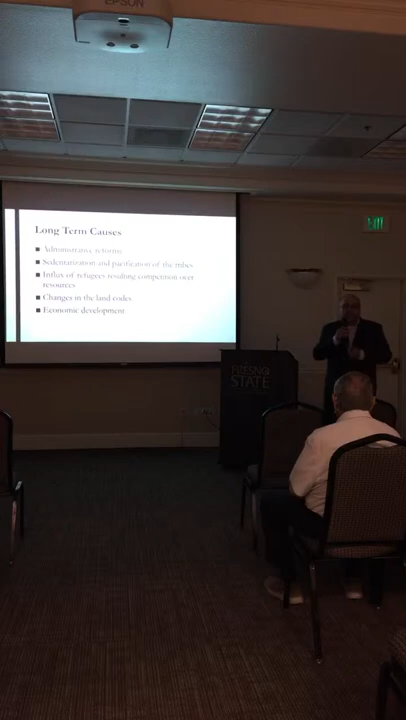 EPSON
Long Term Causes
■ Administrative reforms
■ Sedentarization and pacification of the tribes
■ Influx of refugees resulting competition over
resources
■ Changes in the land codes
■ Economic development
EXIT
FRESNO
STATE